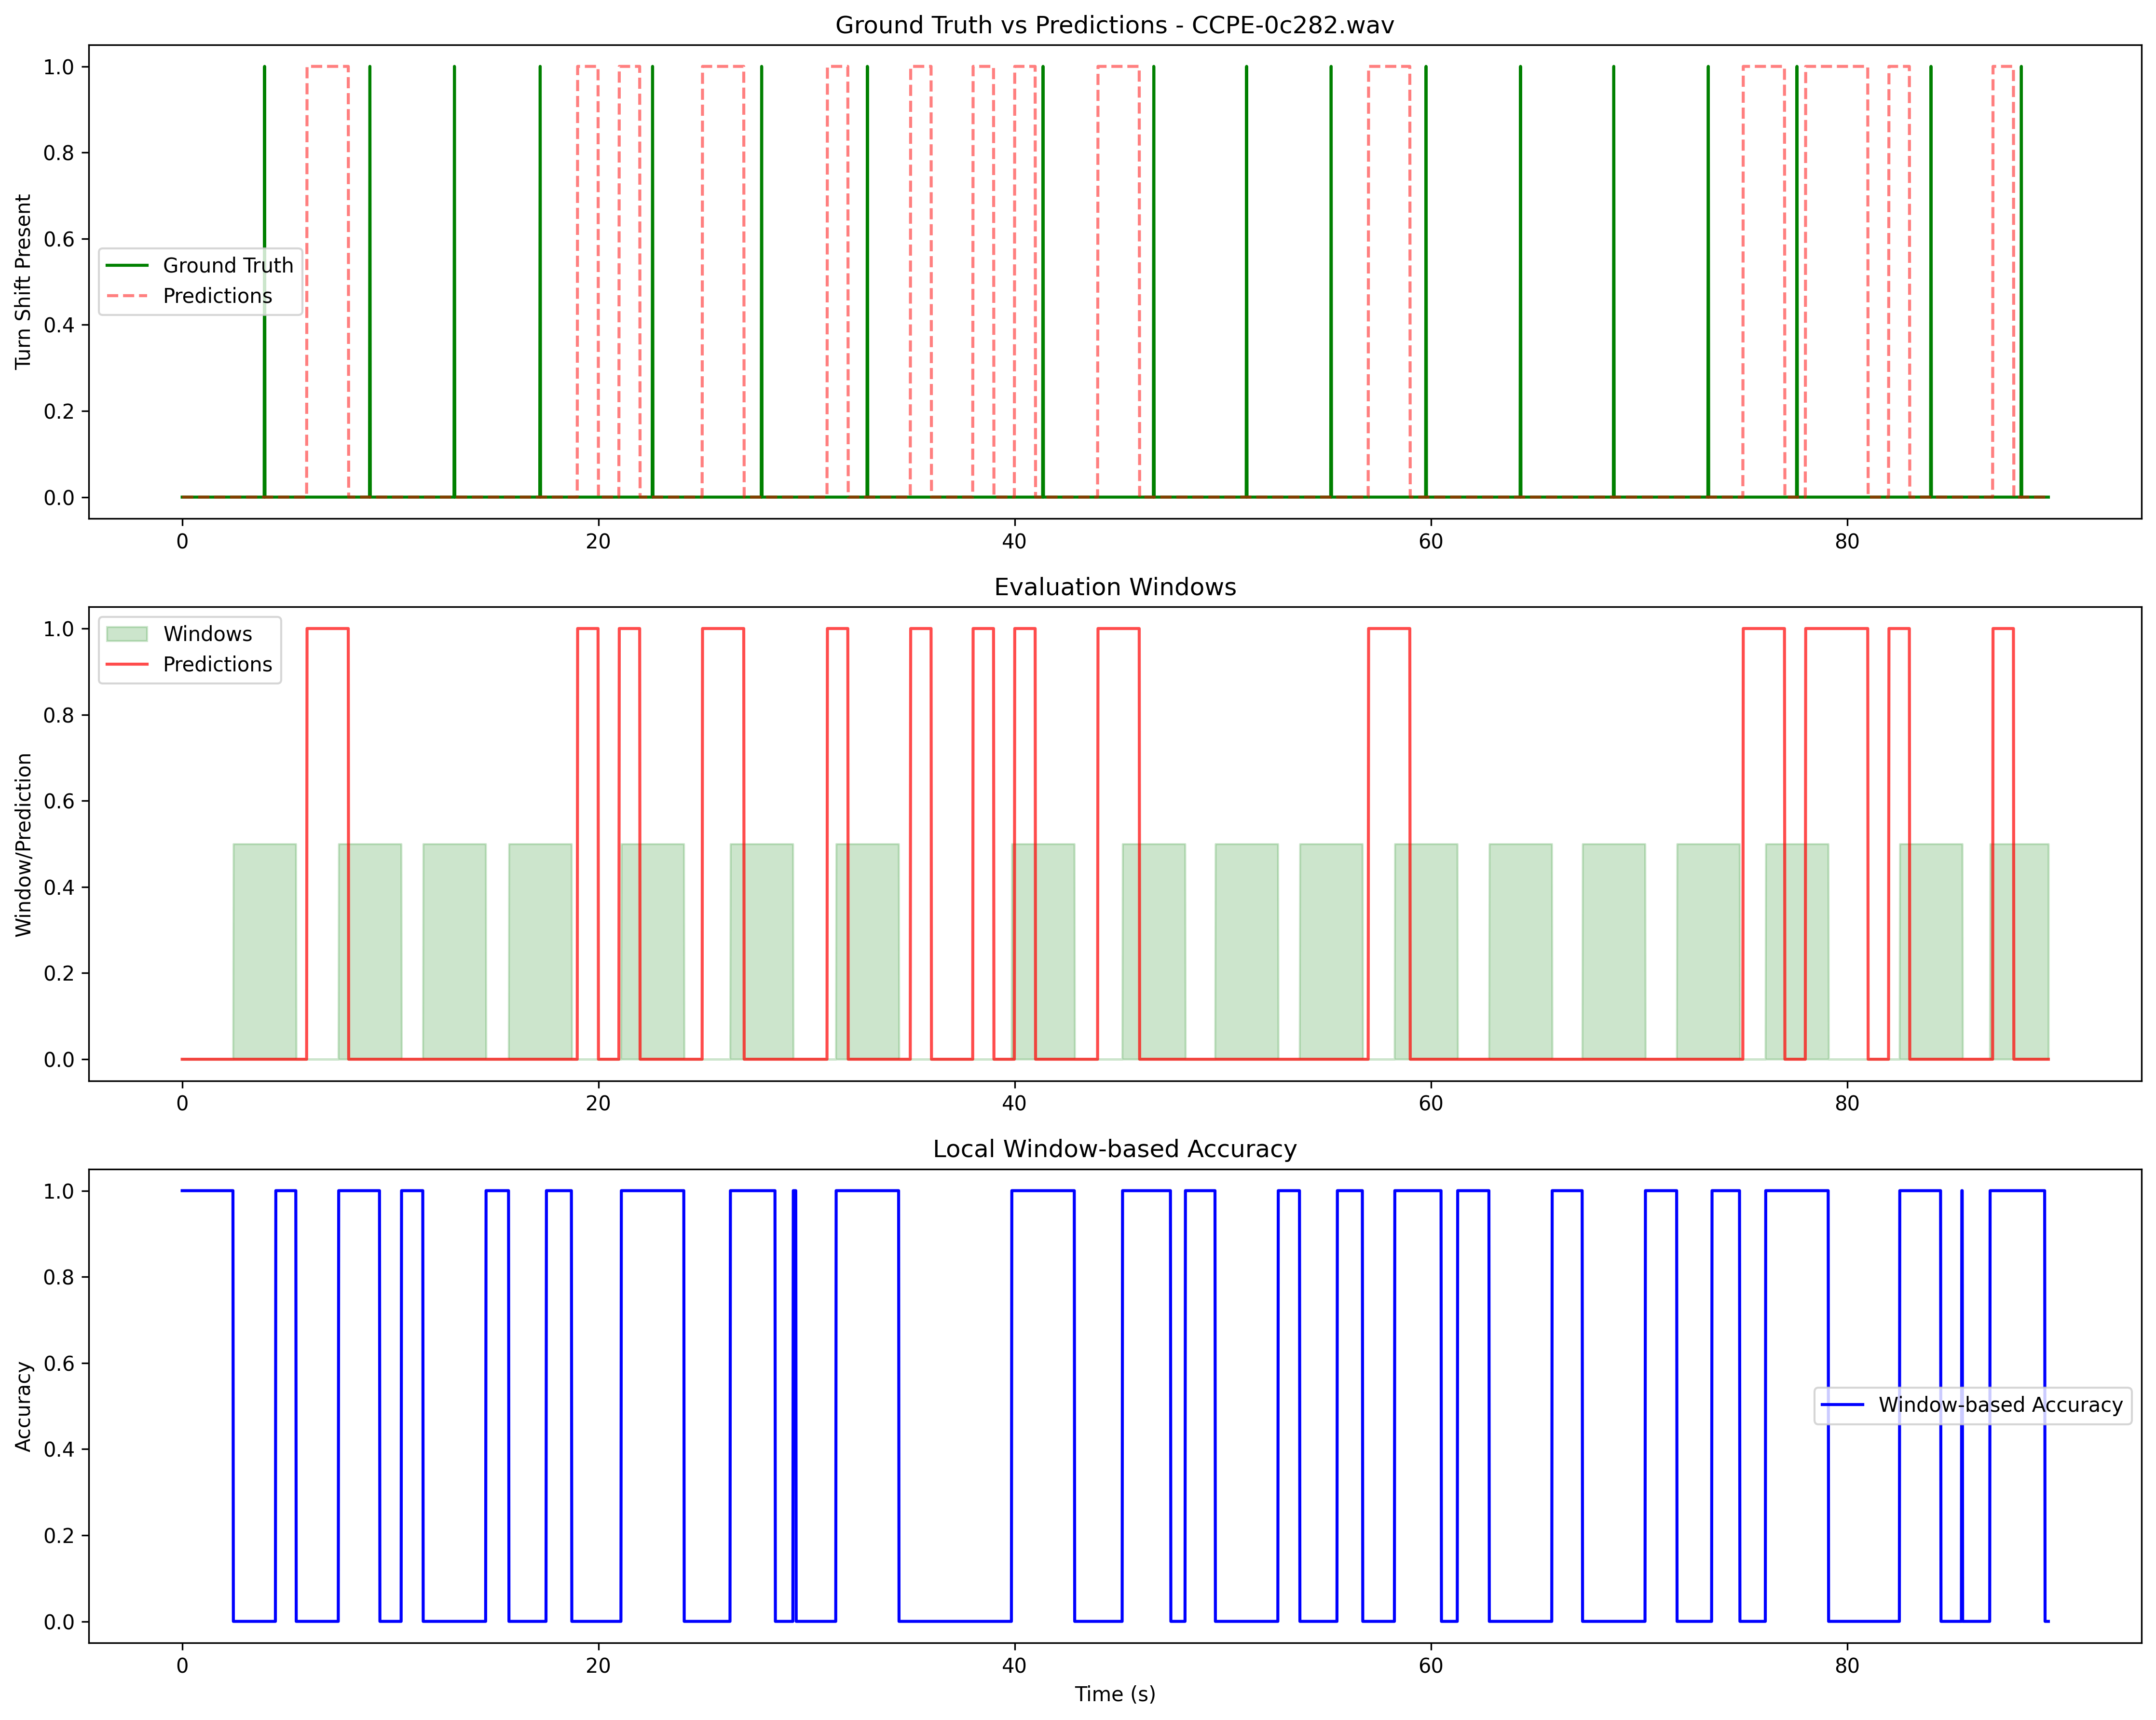 Ground Truth vs Predictions - CCPE-0c282.wav
Turn Shift Present
1.0
0.8
0.6
0.4
0.2
0.0
Ground Truth
Predictions
0 20 40 60 80
Evaluation Windows
Window/Prediction
1.0
0.8
0.6
0.4
0.2
0.0
Windows
Predictions
0 20 40 60 80
Local Window-based Accuracy
Accuracy
1.0
0.8
0.6
0.4
0.2
0.0
Window-based Accuracy
0 20 40 60 80
Time (s)